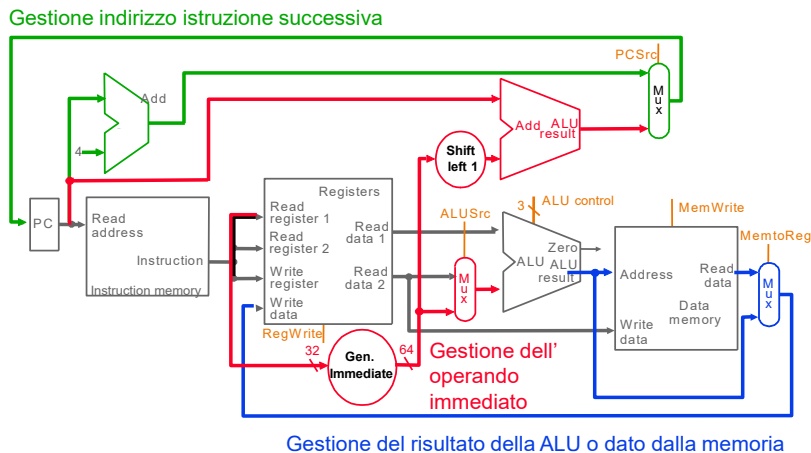 Gestione indirizzo istruzione successiva
PCSrc
Add
Mux
4
Add ALU
result
Shift
left 1
PC
Read
address
Instruction
Instruction memory
Registers
Read
register 1
Read
register 2
Write
register
Write
data
Read
data 1
Read
data 2
RegWrite
ALUSrc
Mux
3
ALU control
Zero
ALU
ALU
result
MemWrite
Address
Read
data
Data
memory
Write
data
MemtoReg
Mux
32
Gen.
Immediate
64
Gestione dell’
operando
immediato
Gestione del risultato della ALU o dato dalla memoria